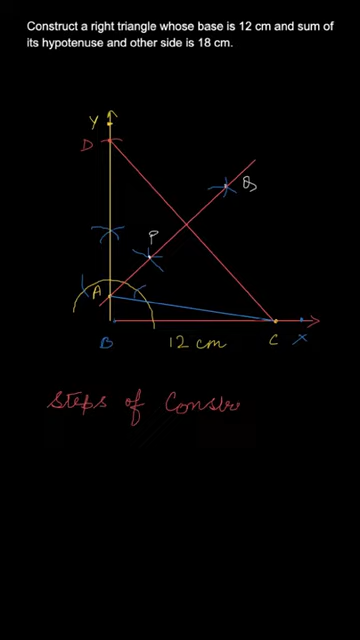 Construct a right triangle whose base is 12 cm and sum of
its hypotenuse and other side is 18 cm.
Y
D
Q
P
A
B 12 cm C X
Steps of Constr